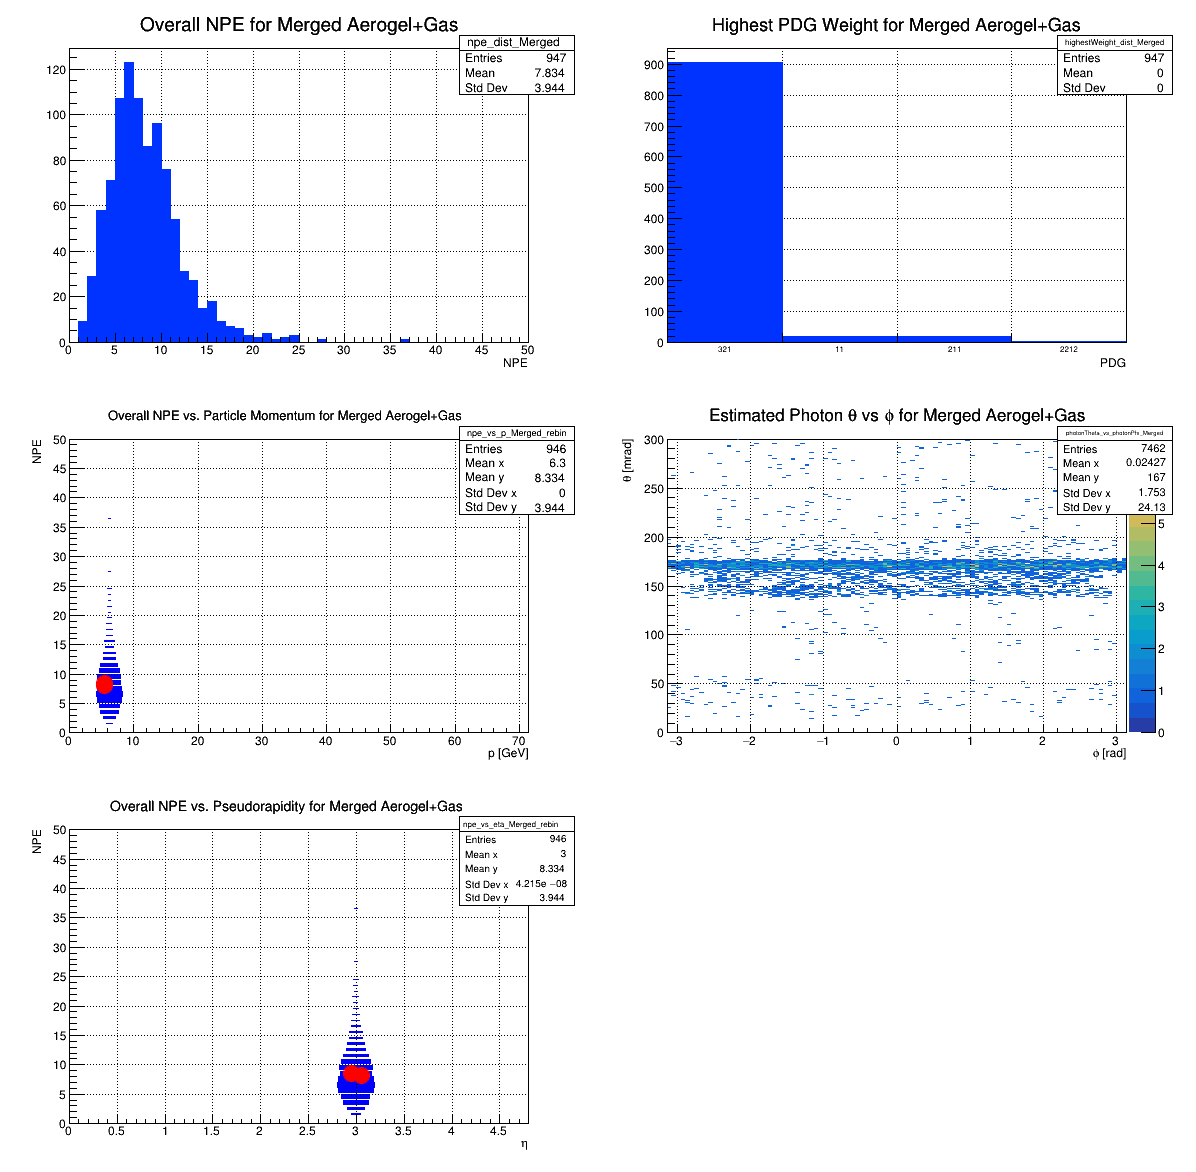 Overall NPE for Merged Aerogel+Gas
npe_dist_Merged
Entries 947
Mean 7.834
Std Dev 3.944
120
100
80
60
40
20
0
0 5 10 15 20 25 30 35 40 45 50
NPE
Highest PDG Weight for Merged Aerogel+Gas
highestWeight_dist_Merged
Entries 947
Mean 0
Std Dev 0
900
800
700
600
500
400
300
200
100
0
321 11 211 2212
PDG
Overall NPE vs. Particle Momentum for Merged Aerogel+Gas
npe_vs_p_Merged_rebin
Entries 946
Mean x 6.3
Mean y 8.334
Std Dev x 0
Std Dev y 3.944
NPE
50
45
40
35
30
25
20
15
10
5
0
0 10 20 30 40 50 60 70
p [GeV]
Estimated Photon θ vs ϕ for Merged Aerogel+Gas
photonTheta_vs_photonPhi_Merged
Entries 7462
Mean x 0.02427
Mean y 167
Std Dev x 1.753
Std Dev y 24.13
θ [mrad]
300
250
200
150
100
50
0
−3 −2 −1 0 1 2 3
ϕ [rad]
5
4
3
2
1
0
Overall NPE vs. Pseudorapidity for Merged Aerogel+Gas
npe_vs_eta_Merged_rebin
Entries 946
Mean x 3
Mean y 8.334
Std Dev x 4.215e −08
Std Dev y 3.944
NPE
50
45
40
35
30
25
20
15
10
5
0
0 0.5 1 1.5 2 2.5 3 3.5 4 4.5
η